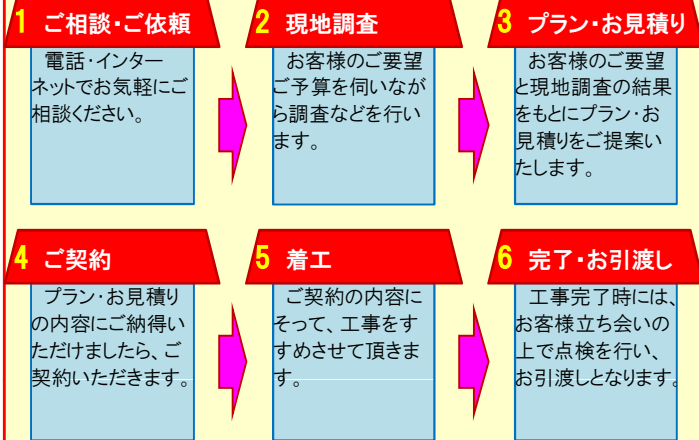 1 ご相談・ご依頼
電話・インター
ネットでお気軽にご
相談ください。
2 現地調査
お客様のご要望
ご予算を伺いなが
ら調査などを行い
ます。
3 プラン・お見積り
お客様のご要望
と現地調査の結果
をもとにプラン・お
見積りをご提案い
たします。
4 ご契約
プラン・お見積り
の内容にご納得い
ただけましたら、ご
契約いただきます。
5 着工
ご契約の内容に
そって、工事をす
すめさせて頂きま
す。
6 完了・お引渡し
工事完了時には、
お客様立ち会いの
上で点検を行い、
お引渡しとなります。